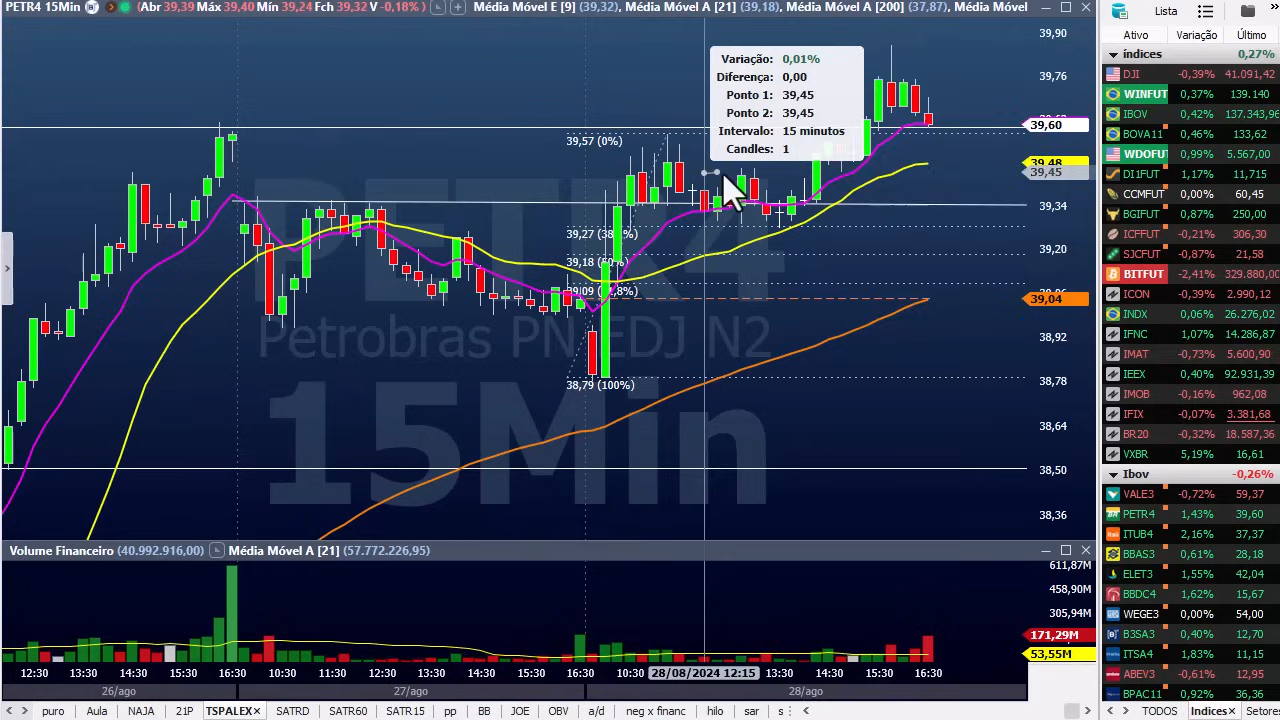 PETR4 15Min (Abr 39,39 Máx 39,40 Mín 39,24 Fch 39,32 V -0,18% ) Média Móvel E [9] (39,32) Média Móvel A [21] (39,18) Média Móvel A [200] (37,87) Média Móvel
Variação: 0,01%
Diferença: 0,00
Ponto 1: 39,45
Ponto 2: 39,45
Intervalo: 15 minutos
Candles: 1
39,57 (0%)
39,27 (38,2%)
39,18 (50%)
39,09 (61,8%)
38,79 (100%)
PETR4
Petrobras PN EDJ N2
15Min
39,90
39,76
39,60
39,48
39,45
39,34
39,20
39,04
38,92
38,78
38,64
38,50
38,36
Volume Financeiro (40.992.916,00) Média Móvel A [21] (57.772.226,95)
611,87M
458,90M
305,94M
171,29M
53,55M
12:30 13:30 14:30 15:30 16:30 10:30 11:30 12:30 13:30 14:30 15:30 16:30 10:30 28/08/2024 12:15 13:30 14:30 15:30 16:30
26/ago 27/ago 28/ago
puro Aula NAJA 21P TSPALEX× SATRD SATR60 SATR15 pp BB JOE OBV a/d neg x financ hilo sar s
Lista
Ativo Variação Último
índices 0,27%
DJI -0,39% 41.091,42
WINFUT 0,37% 139.140
IBOV 0,42% 137.343,96
BOVA11 0,46% 133,62
WDOFUT 0,99% 5.567,00
DI1FUT 1,17% 11,715
CCMFUT 0,00% 60,45
BGIFUT 0,87% 250,00
ICFFUT -0,21% 306,30
SJCFUT -0,87% 21,58
BITFUT -2,41% 329.880,00
ICON -0,39% 2.990,12
INDX 0,06% 26.276,02
IFNC 1,07% 14.286,87
IMAT -0,73% 5.600,90
IEEX 0,40% 92.931,39
IMOB -0,16% 962,08
IFIX -0,07% 3.381,68
BR20 -0,32% 18.587,36
VXBR 5,19% 16,61
Ibov -0,26%
VALE3 -0,72% 59,37
PETR4 1,43% 39,60
ITUB4 2,16% 37,37
BBAS3 0,61% 28,18
ELET3 1,55% 42,04
BBDC4 1,62% 15,67
WEGE3 0,00% 54,00
B3SA3 0,40% 12,70
ITSA4 1,83% 11,15
ABEV3 -0,61% 12,95
BPAC11 0,92% 36,36
TODOS Indices× Setores